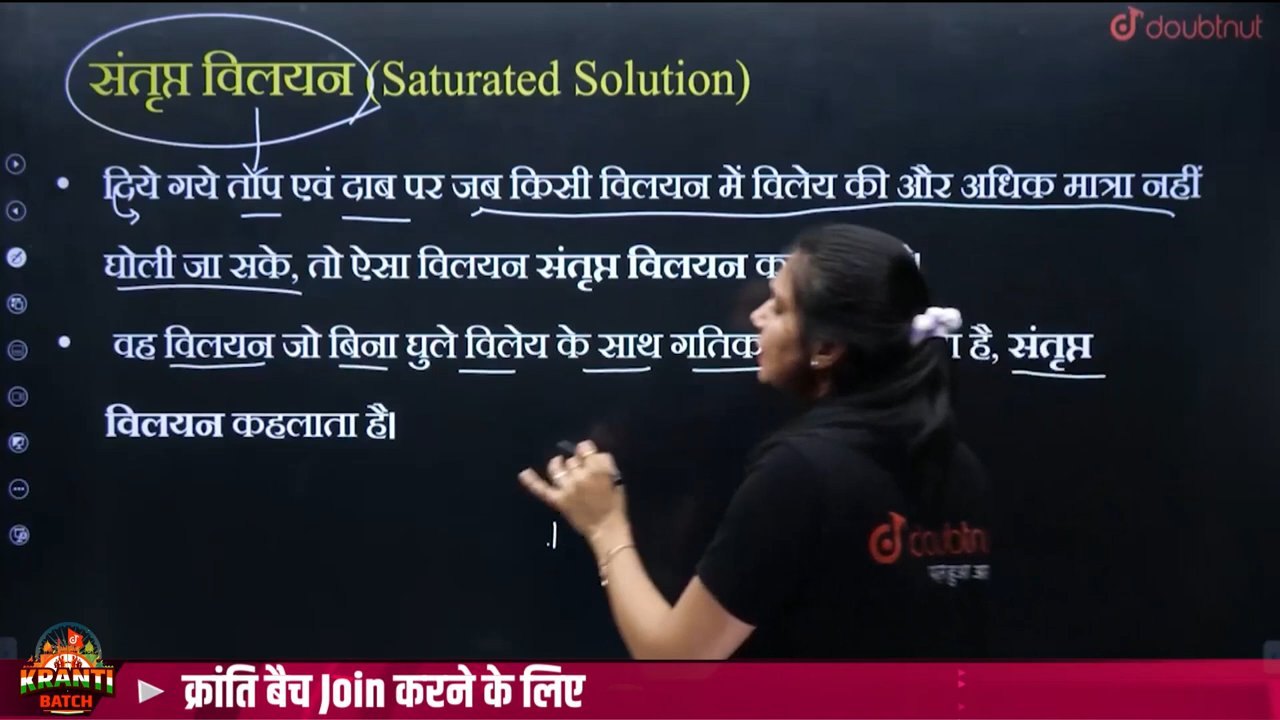 doubtnut
संतृप्त विलयन (Saturated Solution)
• दिये गये ताप एवं दाब पर जब किसी विलयन में विलेय की और अधिक मात्रा नहीं
घोली जा सके, तो ऐसा विलयन संतृप्त विलयन
• वह विलयन जो बिना घुले विलेय के साथ है, संतृप्त
विलयन कहलाता है।
doubtn
KRANTI
BATCH
क्रांति बैच Join करने के लिए